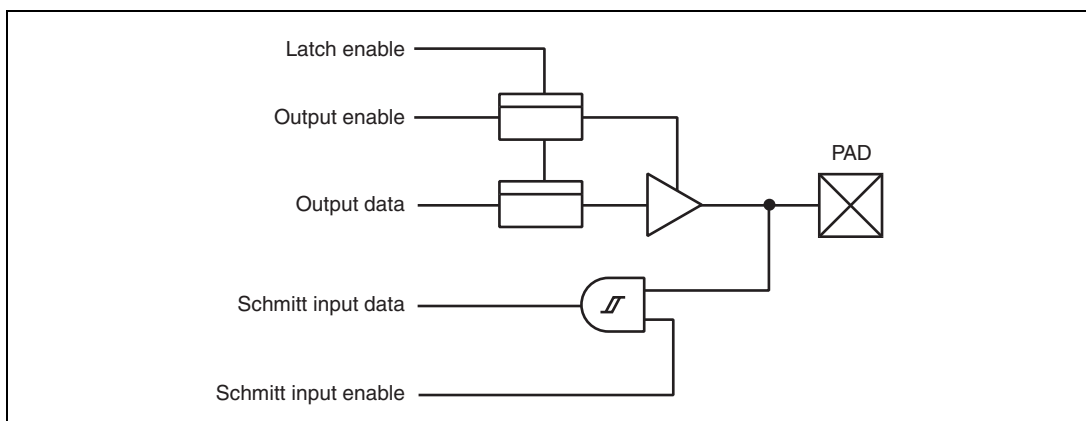 Latch enable
Output enable
PAD
Output data
Schmitt input data
Schmitt input enable